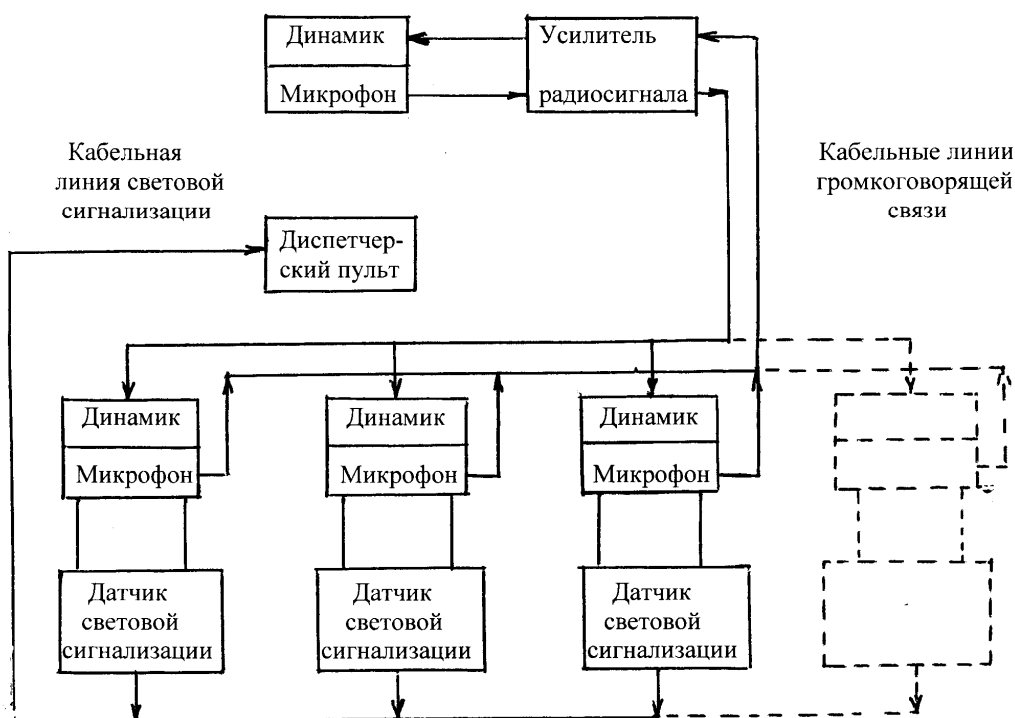 Динамик
Микрофон
Усилитель
радиосигнала
Кабельная
линия световой
сигнализации
Кабельные линии
громкоговорящей
связи
Диспетчер-
ский пульт
Динамик
Микрофон
Динамик
Микрофон
Динамик
Микрофон
Датчик
световой
сигнализации
Датчик
световой
сигнализации
Датчик
световой
сигнализации